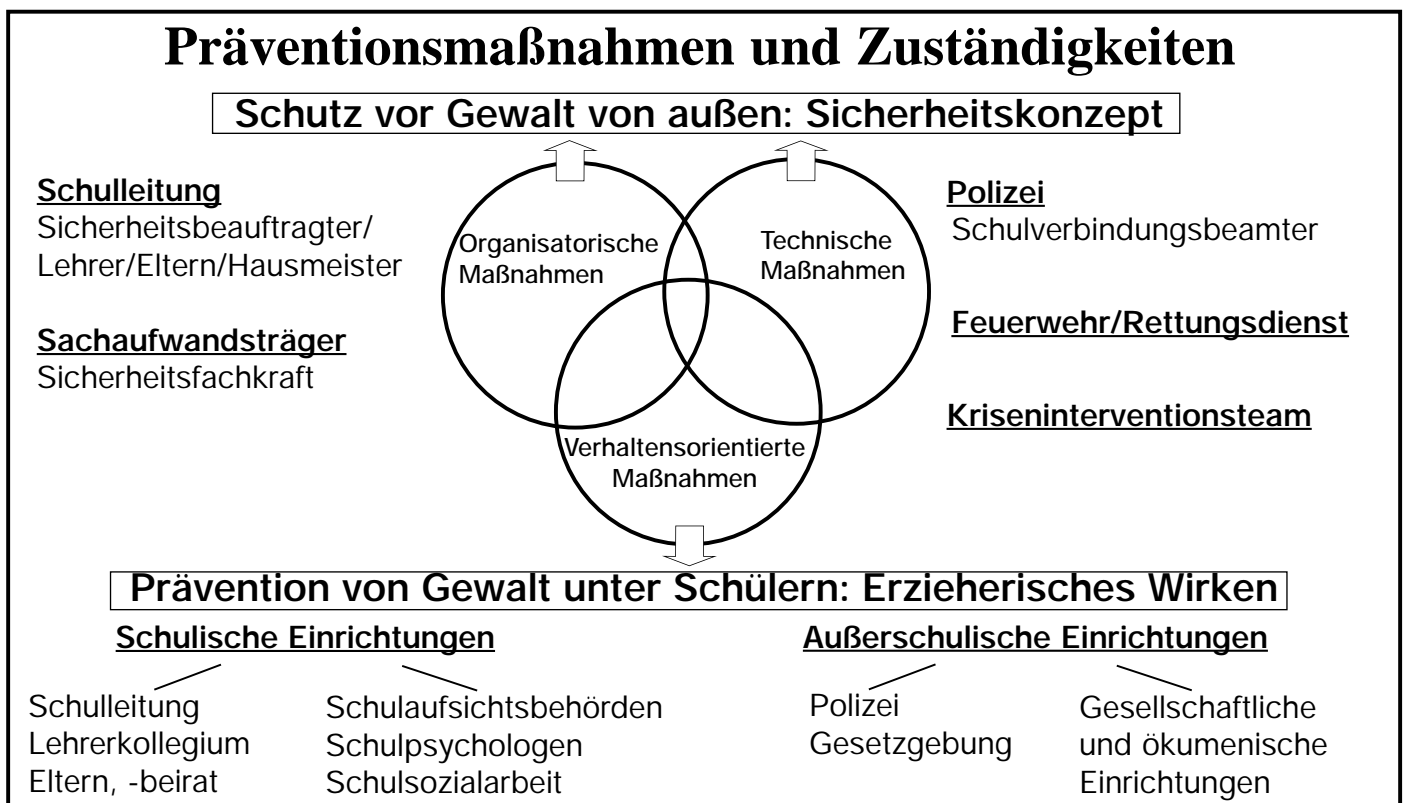 Präventionsmaßnahmen und Zuständigkeiten
Schutz vor Gewalt von außen: Sicherheitskonzept
Schulleitung
Sicherheitsbeauftragter/
Lehrer/Eltern/Hausmeister
Sachaufwandsträger
Sicherheitsfachkraft
Organisatorische
Maßnahmen
Technische
Maßnahmen
Verhaltensorientierte
Maßnahmen
Polizei
Schulverbindungsbeamter
Feuerwehr/Rettungsdienst
Kriseninterventionsteam
Prävention von Gewalt unter Schülern: Erzieherisches Wirken
Schulische Einrichtungen
Schulleitung
Lehrerkollegium
Eltern, -beirat
Schulaufsichtsbehörden
Schulpsychologen
Schulsozialarbeit
Außerschulische Einrichtungen
Polizei
Gesetzgebung
Gesellschaftliche
und ökumenische
Einrichtungen